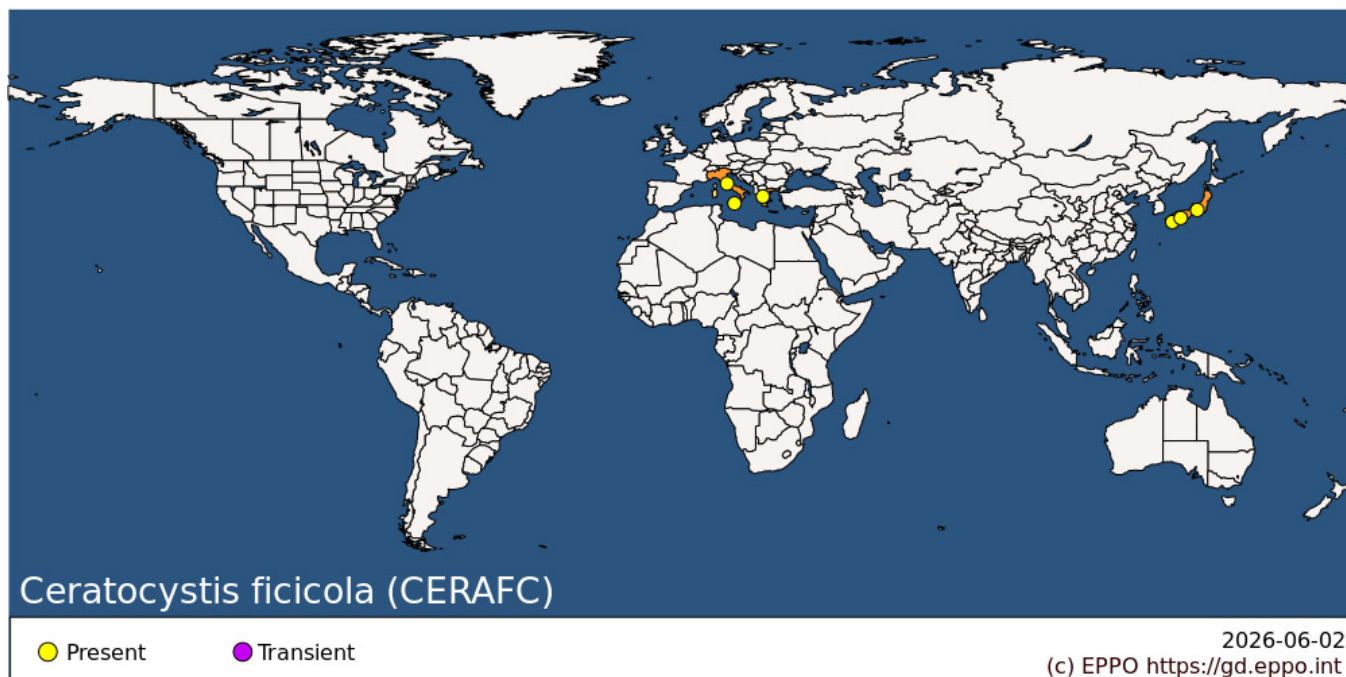 Ceratocystis ficicola (CERAFC)
Present
Transient
2026-06-02
(c) EPPO https://gd.eppo.int